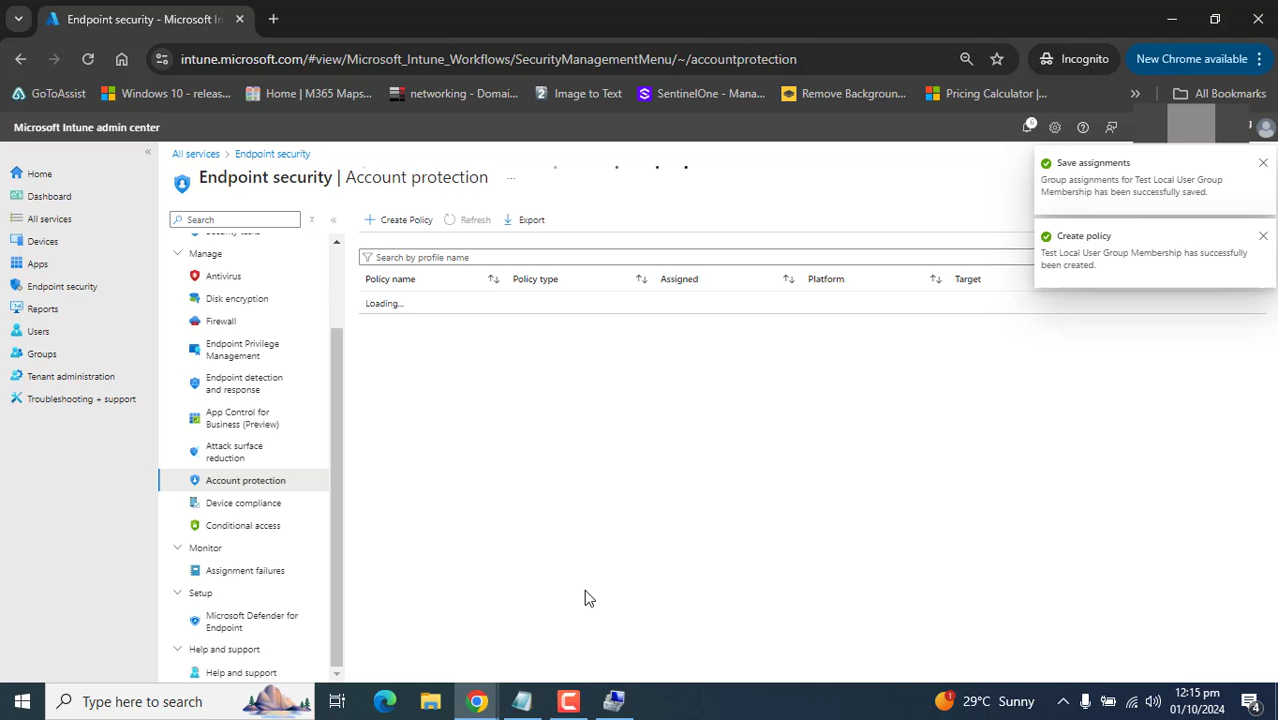 Endpoint security - Microsoft In
intune.microsoft.com/#view/Microsoft_Intune_Workflows/SecurityManagementMenu/~/accountprotection
Incognito
New Chrome available
GoToAssist
Windows 10 - releas...
Home | M365 Maps...
networking - Domai...
Image to Text
SentinelOne - Mana...
Remove Backgroun...
Pricing Calculator |...
All Bookmarks
Microsoft Intune admin center
6
Home
Dashboard
All services
Devices
Apps
Endpoint security
Reports
Users
Groups
Tenant administration
Troubleshooting + support
All services > Endpoint security
Endpoint security | Account protection
Search
Manage
Antivirus
Disk encryption
Firewall
Endpoint Privilege
Management
Endpoint detection
and response
App Control for
Business (Preview)
Attack surface
reduction
Account protection
Device compliance
Conditional access
Monitor
Assignment failures
Setup
Microsoft Defender for
Endpoint
Help and support
Help and support
Create Policy
Refresh
Export
Search by profile name
Policy name
Policy type
Assigned
Platform
Target
Loading...
Save assignments
Group assignments for Test Local User Group
Membership has been successfully saved.
Create policy
Test Local User Group Membership has successfully
been created.
Type here to search
1
29°C Sunny
12:15 pm
01/10/2024
4